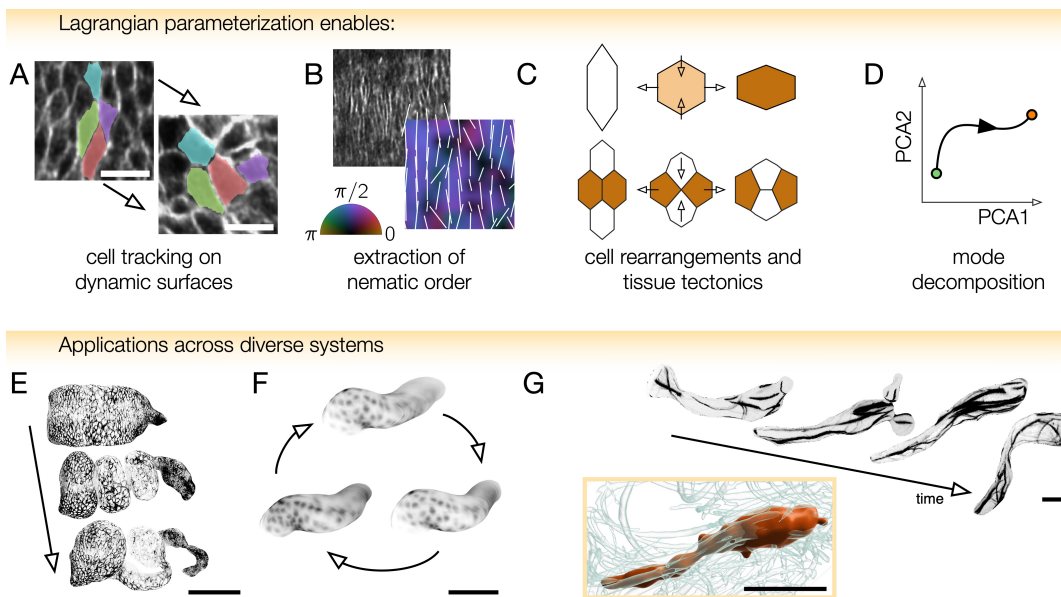 Lagrangian parameterization enables:
A
B
C
D
π/2
π
0
PCA2
PCA1
cell tracking on
dynamic surfaces
extraction of
nematic order
cell rearrangements and
tissue tectonics
mode
decomposition
Applications across diverse systems
E
F
G
time